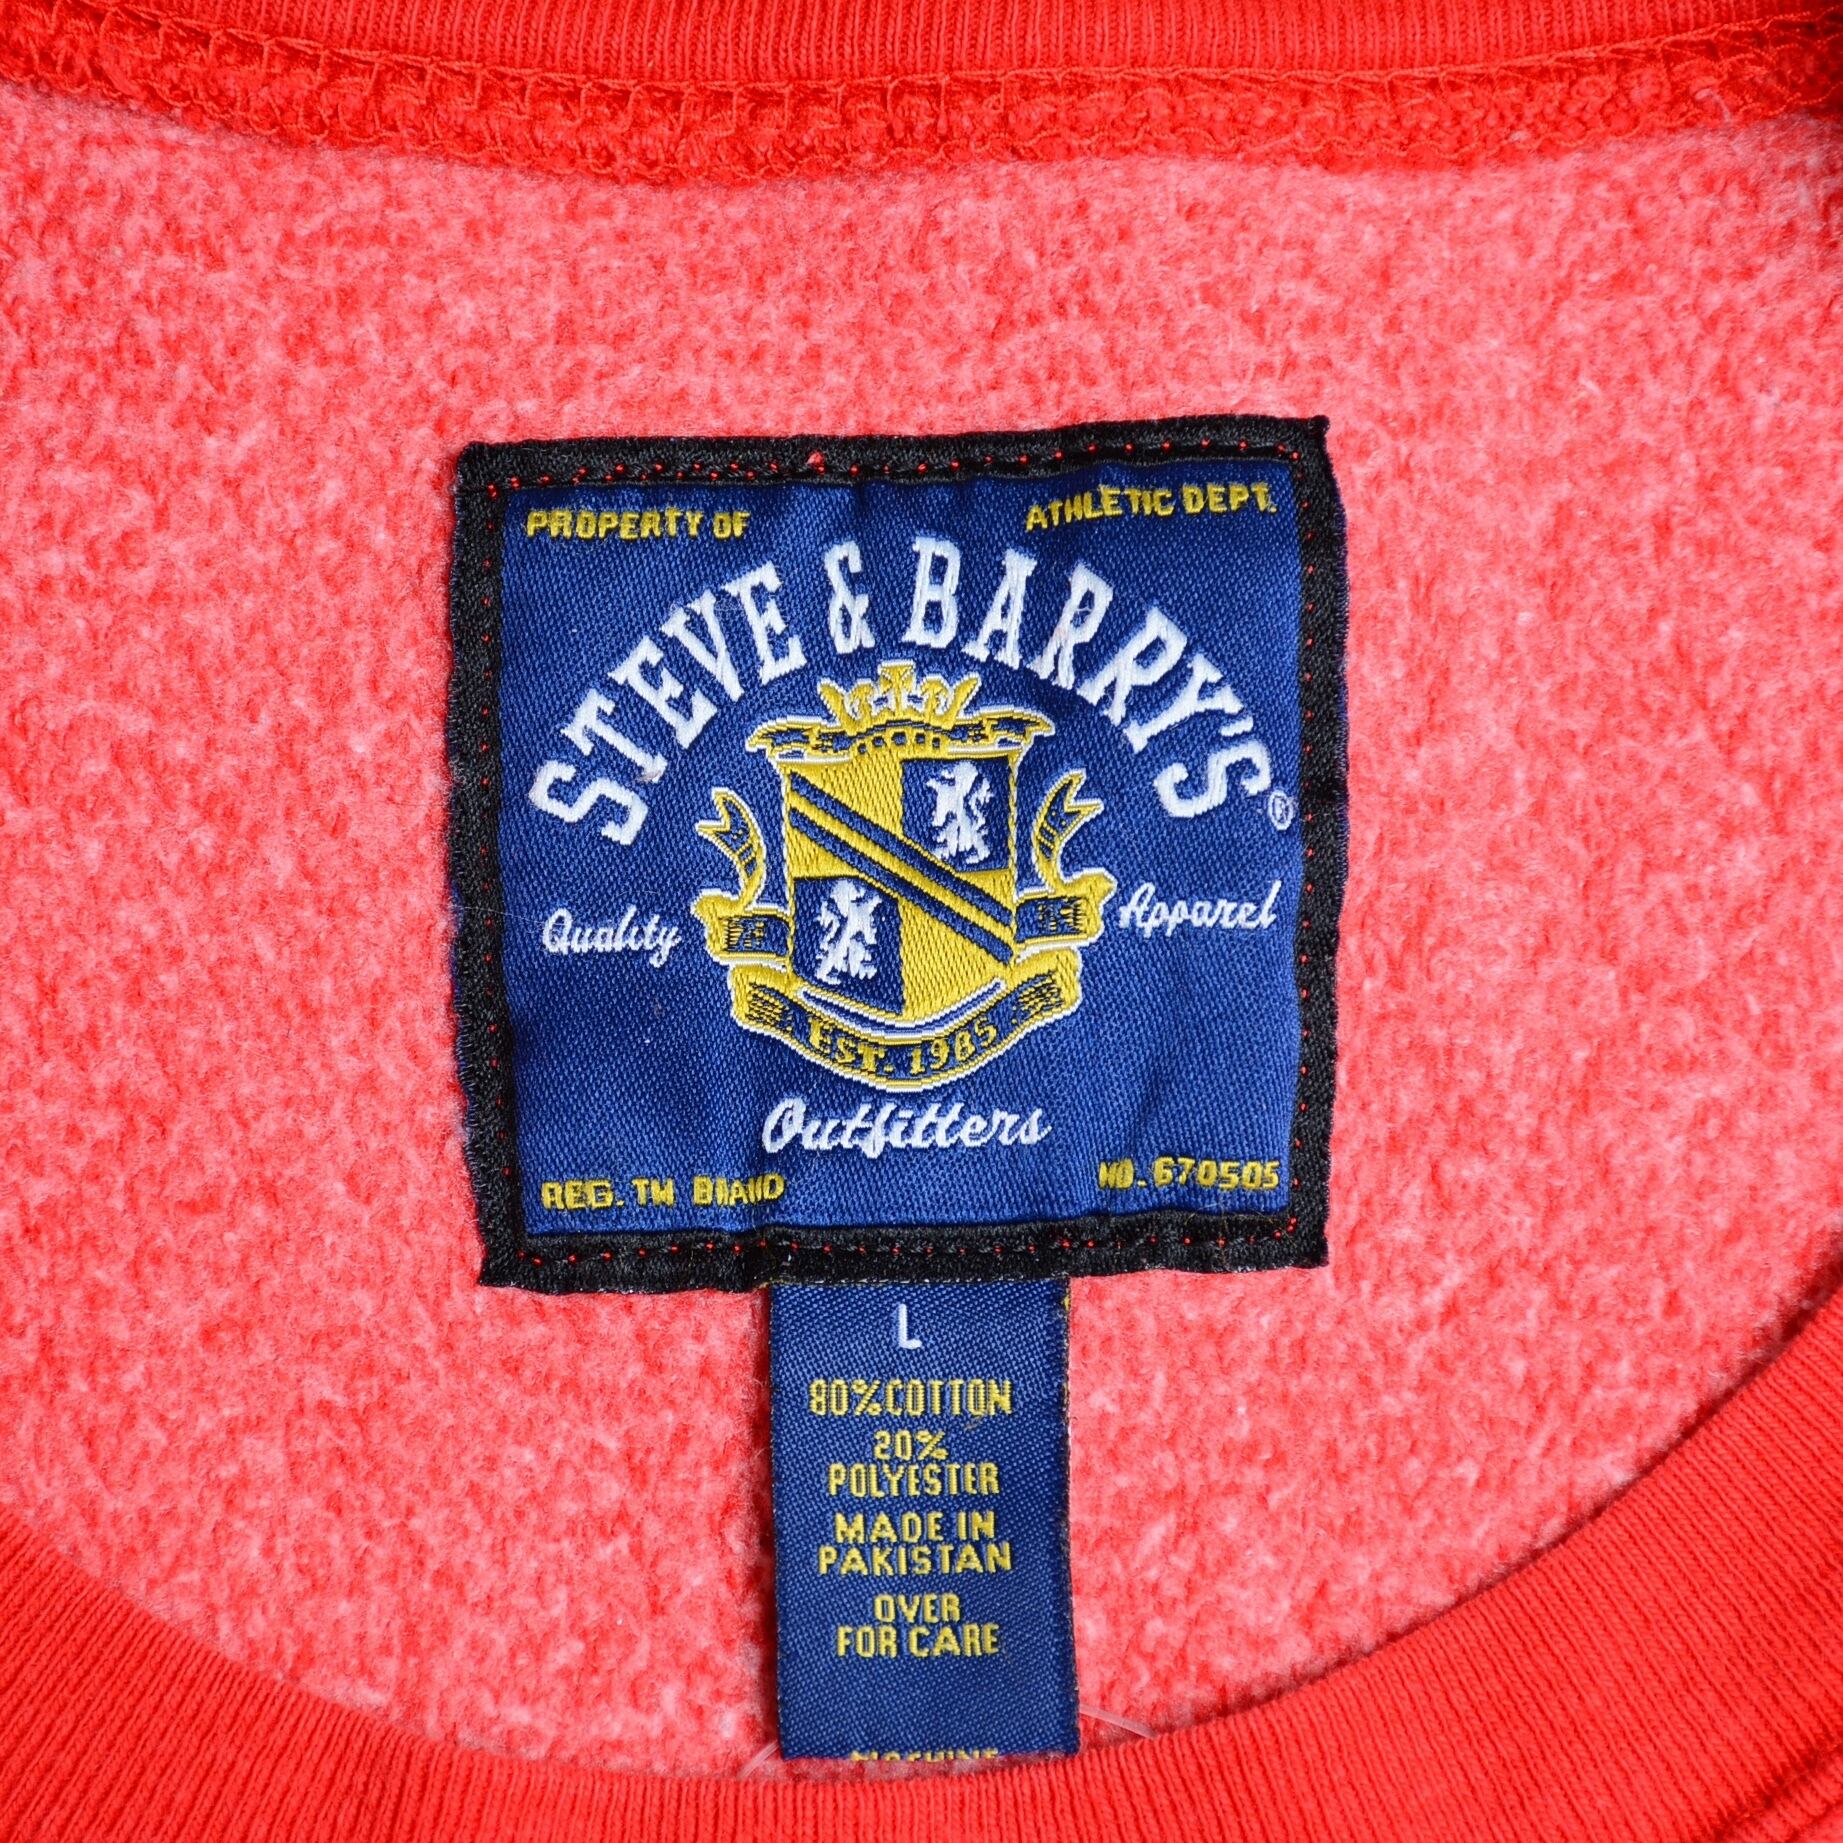 PROPERTY OF ATHLETIC DEPT.
STEVE & BARRY'S®
Quality Apparel
EST. 1985
Outfitters
REG. TM BRAND NO. 670505
L
80% COTTON
20%
POLYESTER
MADE IN
PAKISTAN
OVER
FOR CARE
MACHINE